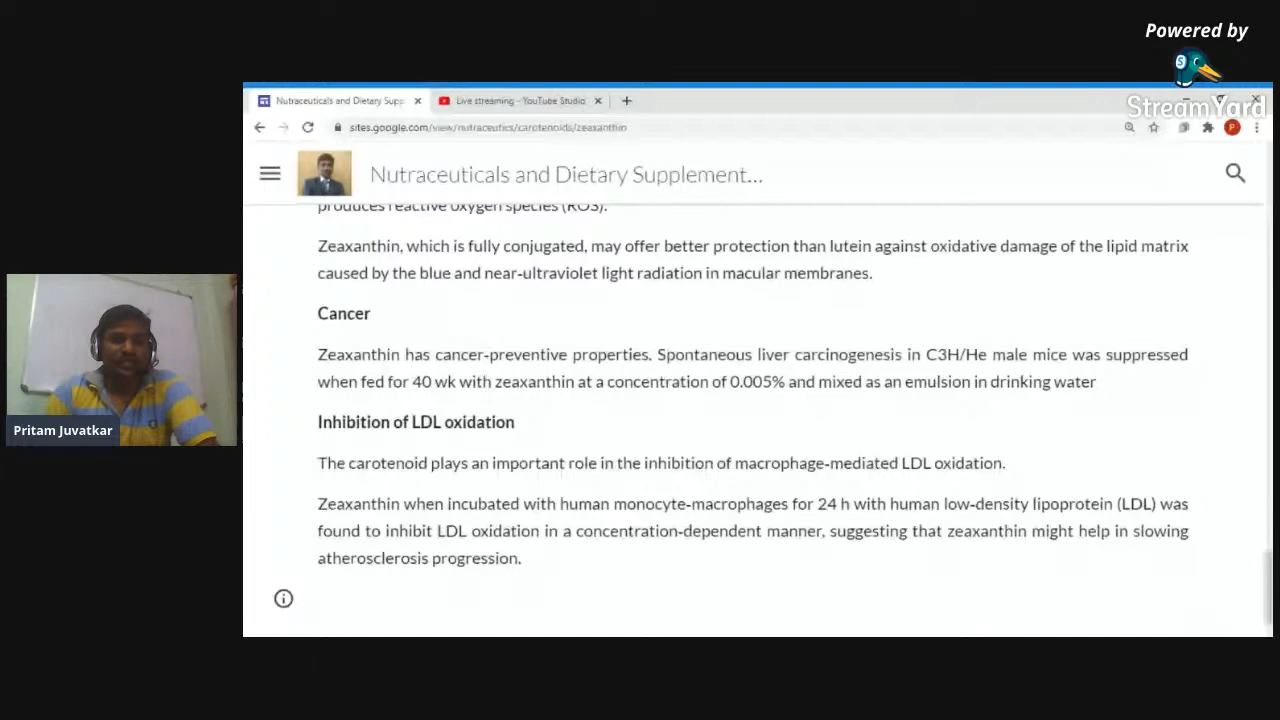 Powered by
S
StreamYard
Nutraceuticals and Dietary Supp
Live streaming - YouTube Studio
sites.google.com/view/nutraceutics/carotenoids/zeaxanthin
P
Nutraceuticals and Dietary Supplement...
produces reactive oxygen species (ROS).
Zeaxanthin, which is fully conjugated, may offer better protection than lutein against oxidative damage of the lipid matrix
caused by the blue and near-ultraviolet light radiation in macular membranes.
Cancer
Zeaxanthin has cancer-preventive properties. Spontaneous liver carcinogenesis in C3H/He male mice was suppressed
when fed for 40 wk with zeaxanthin at a concentration of 0.005% and mixed as an emulsion in drinking water
Inhibition of LDL oxidation
The carotenoid plays an important role in the inhibition of macrophage-mediated LDL oxidation.
Zeaxanthin when incubated with human monocyte-macrophages for 24 h with human low-density lipoprotein (LDL) was
found to inhibit LDL oxidation in a concentration-dependent manner, suggesting that zeaxanthin might help in slowing
atherosclerosis progression.
Pritam Juvatkar